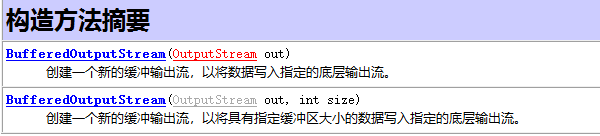 构造方法摘要
BufferedOutputStream(OutputStream out)
创建一个新的缓冲输出流，以将数据写入指定的底层输出流。
BufferedOutputStream(OutputStream out, int size)
创建一个新的缓冲输出流，以将具有指定缓冲区大小的数据写入指定的底层输出流。